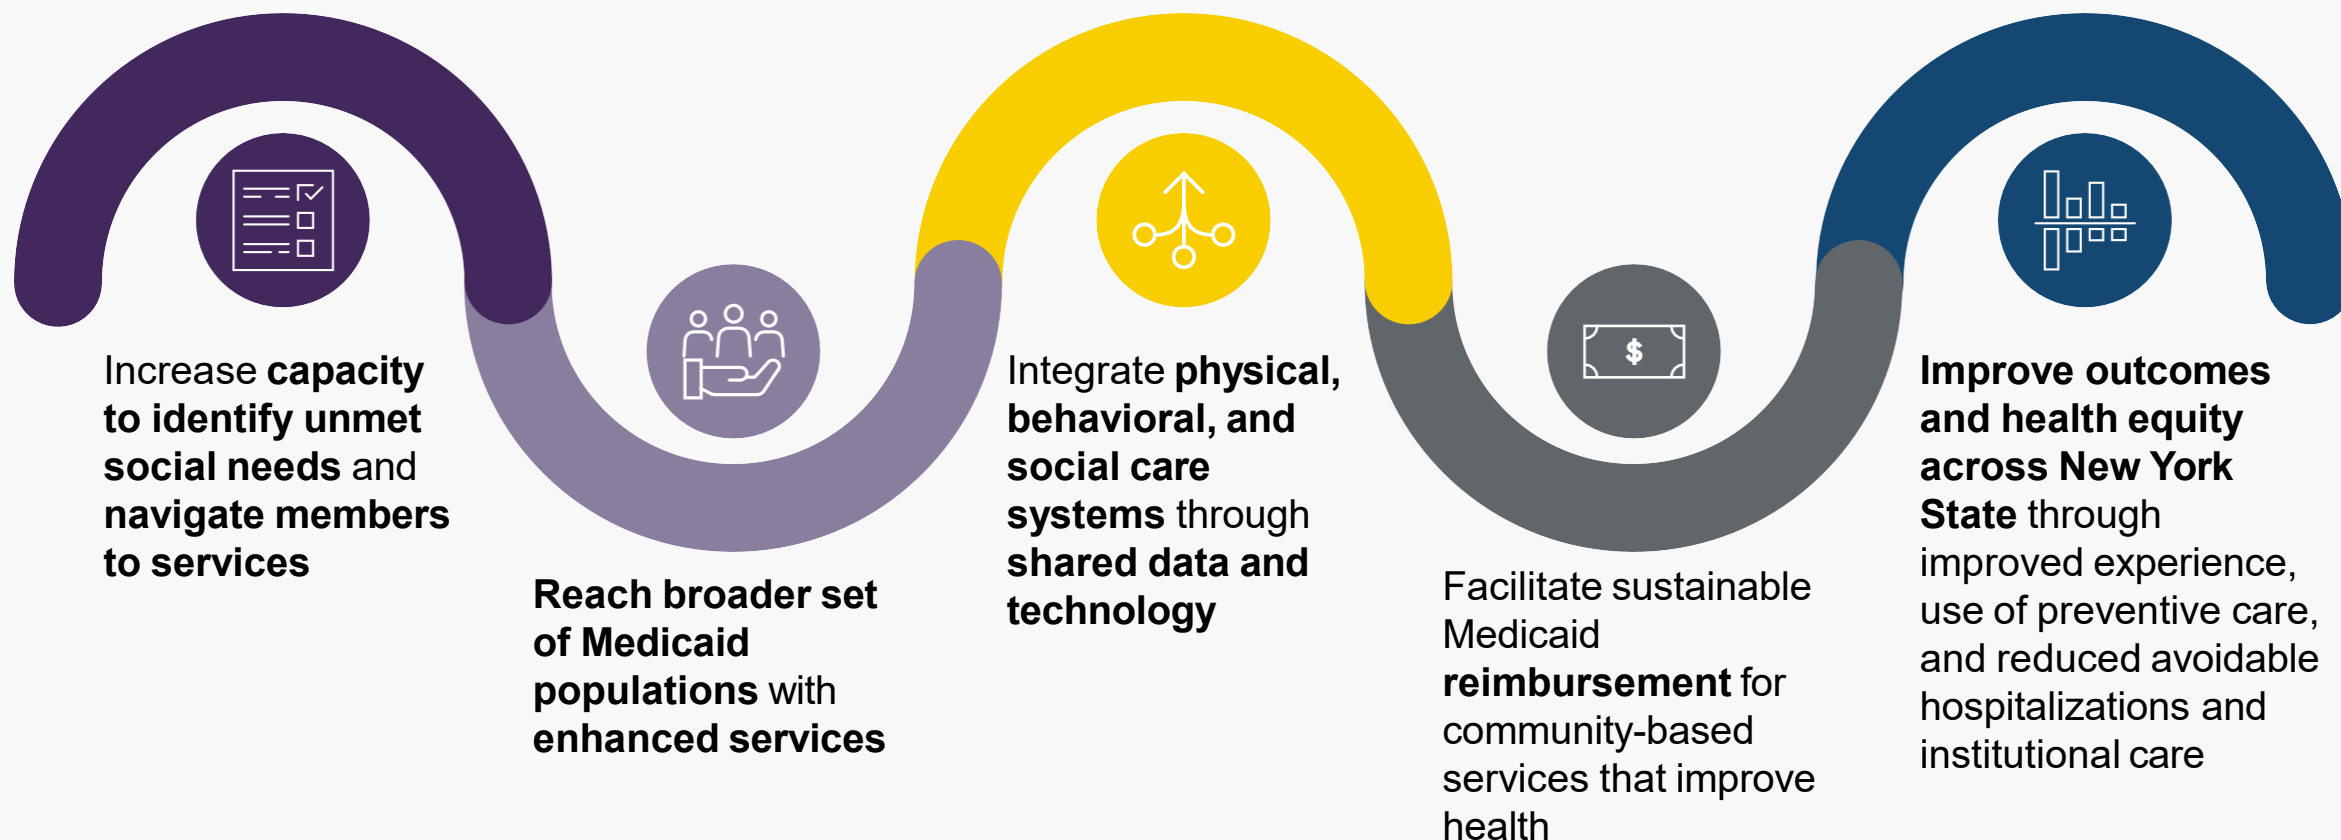 Increase capacity
to identify unmet
social needs and
navigate members
to services
Reach broader set
of Medicaid
populations with
enhanced services
Integrate physical,
behavioral, and
social care
systems through
shared data and
technology
$
Facilitate sustainable
Medicaid
reimbursement for
community-based
services that improve
health
Improve outcomes
and health equity
across New York
State through
improved experience,
use of preventive care,
and reduced avoidable
hospitalizations and
institutional care